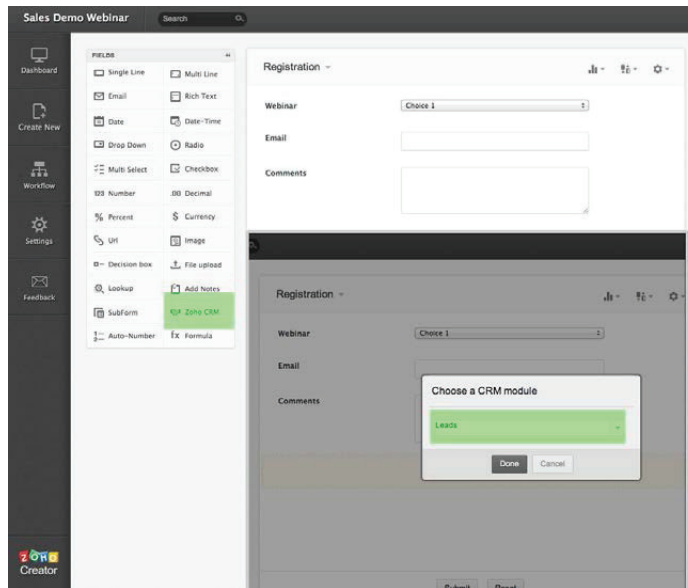 Sales Demo Webinar
Search
Dashboard
Create New
Workflow
Settings
Feedback
ZOHO
Creator
FIELDS
Single Line Multi Line
Email Rich Text
Date Date-Time
Drop Down Radio
Multi Select Checkbox
123 Number .00 Decimal
% Percent $ Currency
Url Image
Decision box File upload
Lookup Add Notes
SubForm Zoho CRM
Auto-Number fx Formula
Registration
Webinar Choice 1
Email
Comments
Registration
Webinar Choice 1
Email
Comments
Choose a CRM module
Leads
Done Cancel
Submit Reset